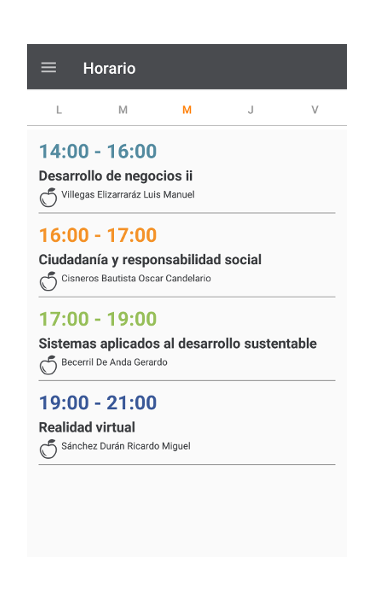 Horario
L M M J V
14:00 - 16:00
Desarrollo de negocios ii
Villegas Elizarraráz Luis Manuel
16:00 - 17:00
Ciudadanía y responsabilidad social
Cisneros Bautista Oscar Candelario
17:00 - 19:00
Sistemas aplicados al desarrollo sustentable
Becerril De Anda Gerardo
19:00 - 21:00
Realidad virtual
Sánchez Durán Ricardo Miguel